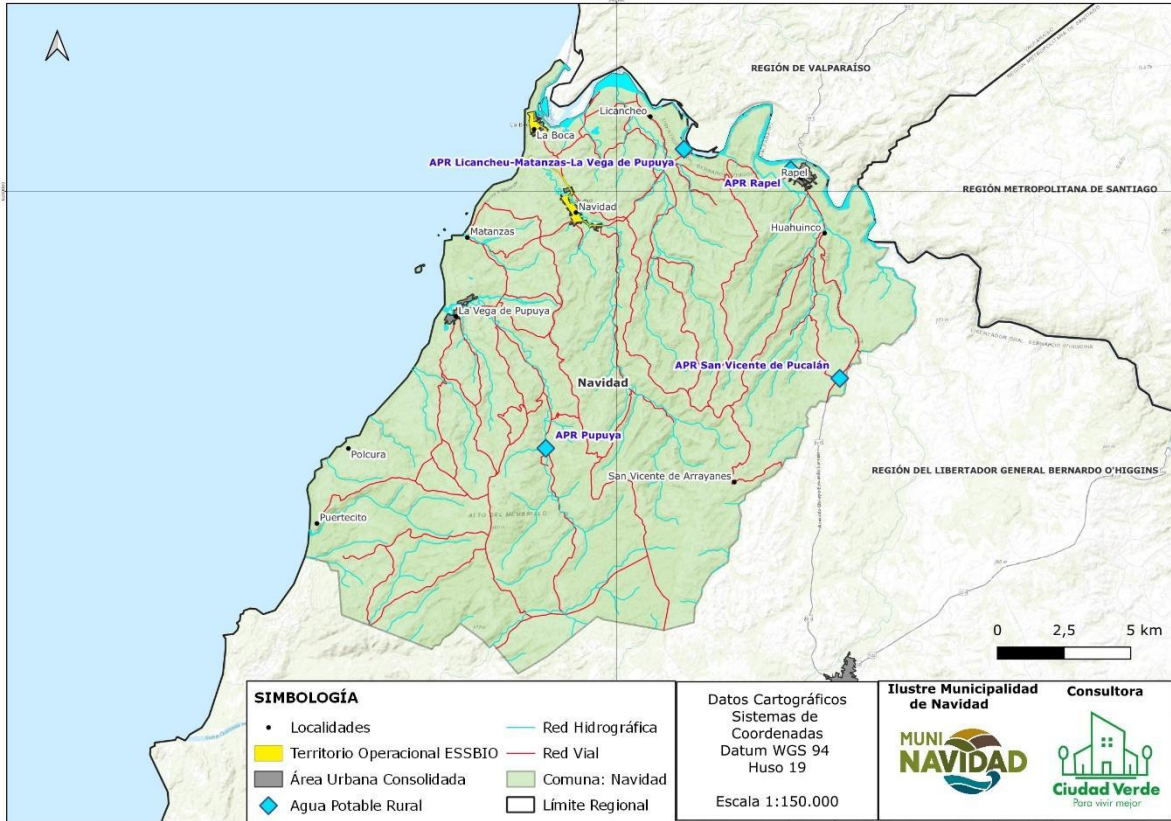 REGIÓN DE VALPARAÍSO
Licancheo
La Boca
APR Licancheu-Matanzas-La Vega de Pupuya
Rapel
APR Rapel
REGIÓN METROPOLITANA DE SANTIAGO
Navidad
Matanzas
Huahuinco
La Vega de Pupuya
APR San Vicente de Pucalán
Navidad
APR Pupuya
Polcura
San Vicente de Arrayanes
REGIÓN DEL LIBERTADOR GENERAL BERNARDO O'HIGGINS
ALTO DEL MEMBRILLO
Puertecito
0 2,5 5 km
SIMBOLOGÍA
Localidades
Territorio Operacional ESSBIO
Área Urbana Consolidada
Agua Potable Rural
Red Hidrográfica
Red Vial
Comuna: Navidad
Límite Regional
Datos Cartográficos
Sistemas de
Coordenadas
Datum WGS 94
Huso 19
Escala 1:150.000
Ilustre Municipalidad
de Navidad
MUNI
NAVIDAD
Consultora
Ciudad Verde
Para vivir mejor